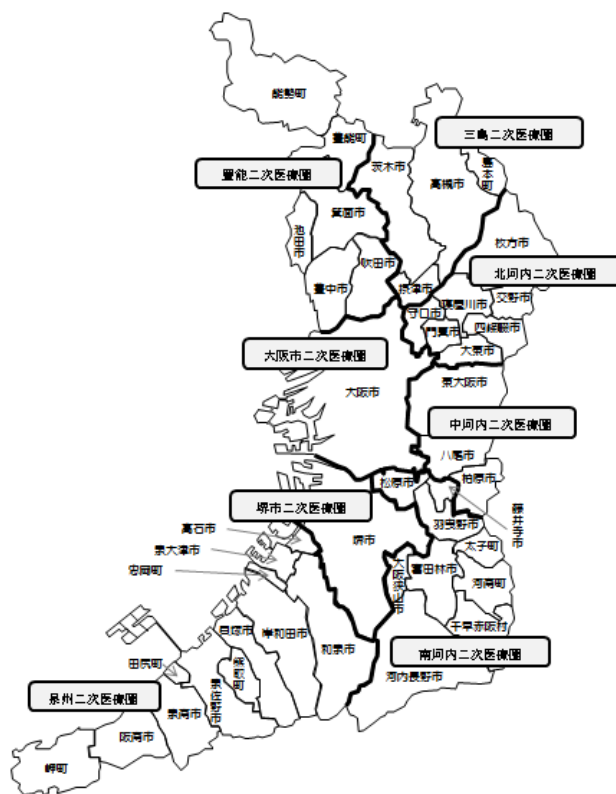 能勢町
三島二次医療圏
豊能町
茨木市
島本町
豊能二次医療圏
高槻市
箕面市
池田市
枚方市
吹田市
北河内二次医療圏
豊中市
摂津市
寝屋川市
交野市
守口市
門真市
四條畷市
大阪市二次医療圏
大東市
大阪市
東大阪市
中河内二次医療圏
八尾市
松原市
柏原市
堺市二次医療圏
羽曳野市
藤井寺市
高石市
泉大津市
堺市
太子町
忠岡町
大阪狭山市
富田林市
河南町
貝塚市
岸和田市
和泉市
千早赤阪村
田尻町
熊取町
南河内二次医療圏
泉州二次医療圏
泉佐野市
河内長野市
泉南市
阪南市
岬町